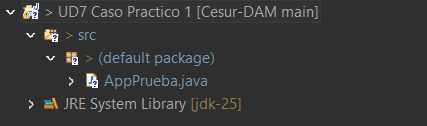 > UD7 Caso Practico 1 [Cesur-DAM main]
> src
> (default package)
> AppPrueba.java
> JRE System Library [jdk-25]